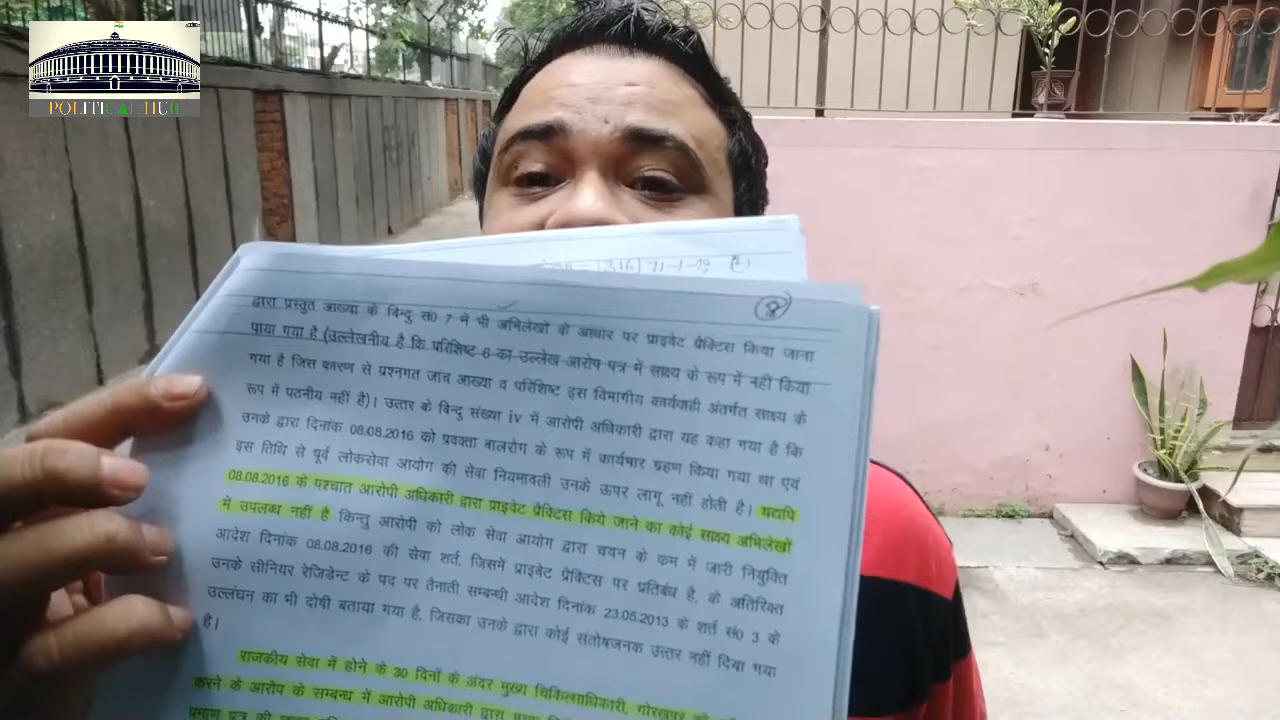 POLITICAL HUB
8
द्वारा प्रस्तुत आख्या के बिन्दु सं0 7 में भी अभिलेखों के आधार पर प्राइवेट प्रैक्टिस किया जाना
पाया गया है (उल्लेखनीय है कि परिशिष्ट 6 का उल्लेख आरोप पत्र में साक्ष्य के रूप में नहीं किया
गया है जिस कारण से प्रश्नगत जांच आख्या व परिशिष्ट इस विभागीय कार्यवाही अंतर्गत साक्ष्य के
रूप में पठनीय नहीं है)। उत्तर के बिन्दु संख्या iv में आरोपी अधिकारी द्वारा यह कहा गया है कि
उनके द्वारा दिनांक 08.08.2016 को प्रवक्ता बालरोग के रूप में कार्यभार ग्रहण किया गया था एवं
इस तिथि से पूर्व लोकसेवा आयोग की सेवा नियमावली उनके ऊपर लागू नहीं होती है। यद्यपि
08.08.2016 के पश्चात आरोपी अधिकारी द्वारा प्राइवेट प्रैक्टिस किये जाने का कोई साक्ष्य अभिलेखों
में उपलब्ध नहीं है किन्तु आरोपी को लोक सेवा आयोग द्वारा चयन के कम में जारी नियुक्ति
आदेश दिनांक 08.08.2016 की सेवा शर्त, जिसमें प्राइवेट प्रैक्टिस पर प्रतिबंध है, के अतिरिक्त
उनके सीनियर रेजिडेन्ट के पद पर तैनाती सम्बन्धी आदेश दिनांक 23.05.2013 के शर्त सं0 3 के
उल्लंघन का भी दोषी बताया गया है, जिसका उनके द्वारा कोई संतोषजनक उत्तर नहीं दिया गया
है।
राजकीय सेवा में होने के 30 दिनों के अंदर मुख्य चिकित्साधिकारी, गोरखपुर
करने के आरोप के सम्बन्ध में आरोपी अधिकारी द्वारा